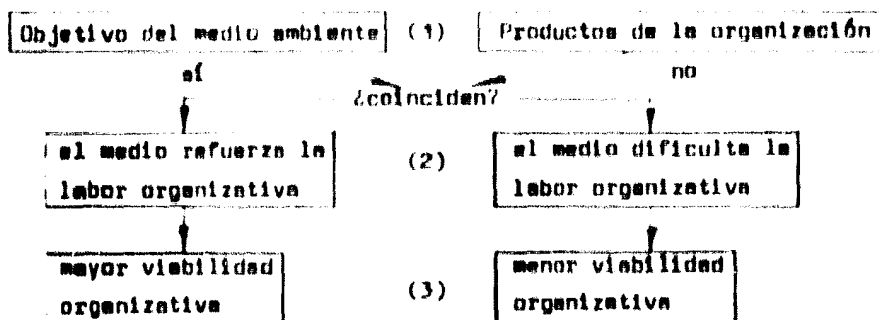 Objetivo del medio ambiente (1) Productos de la organización
sí no
¿coinciden?
el medio refuerza la (2) el medio dificulta la
labor organizativa labor organizativa
mayor viabilidad (3) menor viabilidad
organizativa organizativa